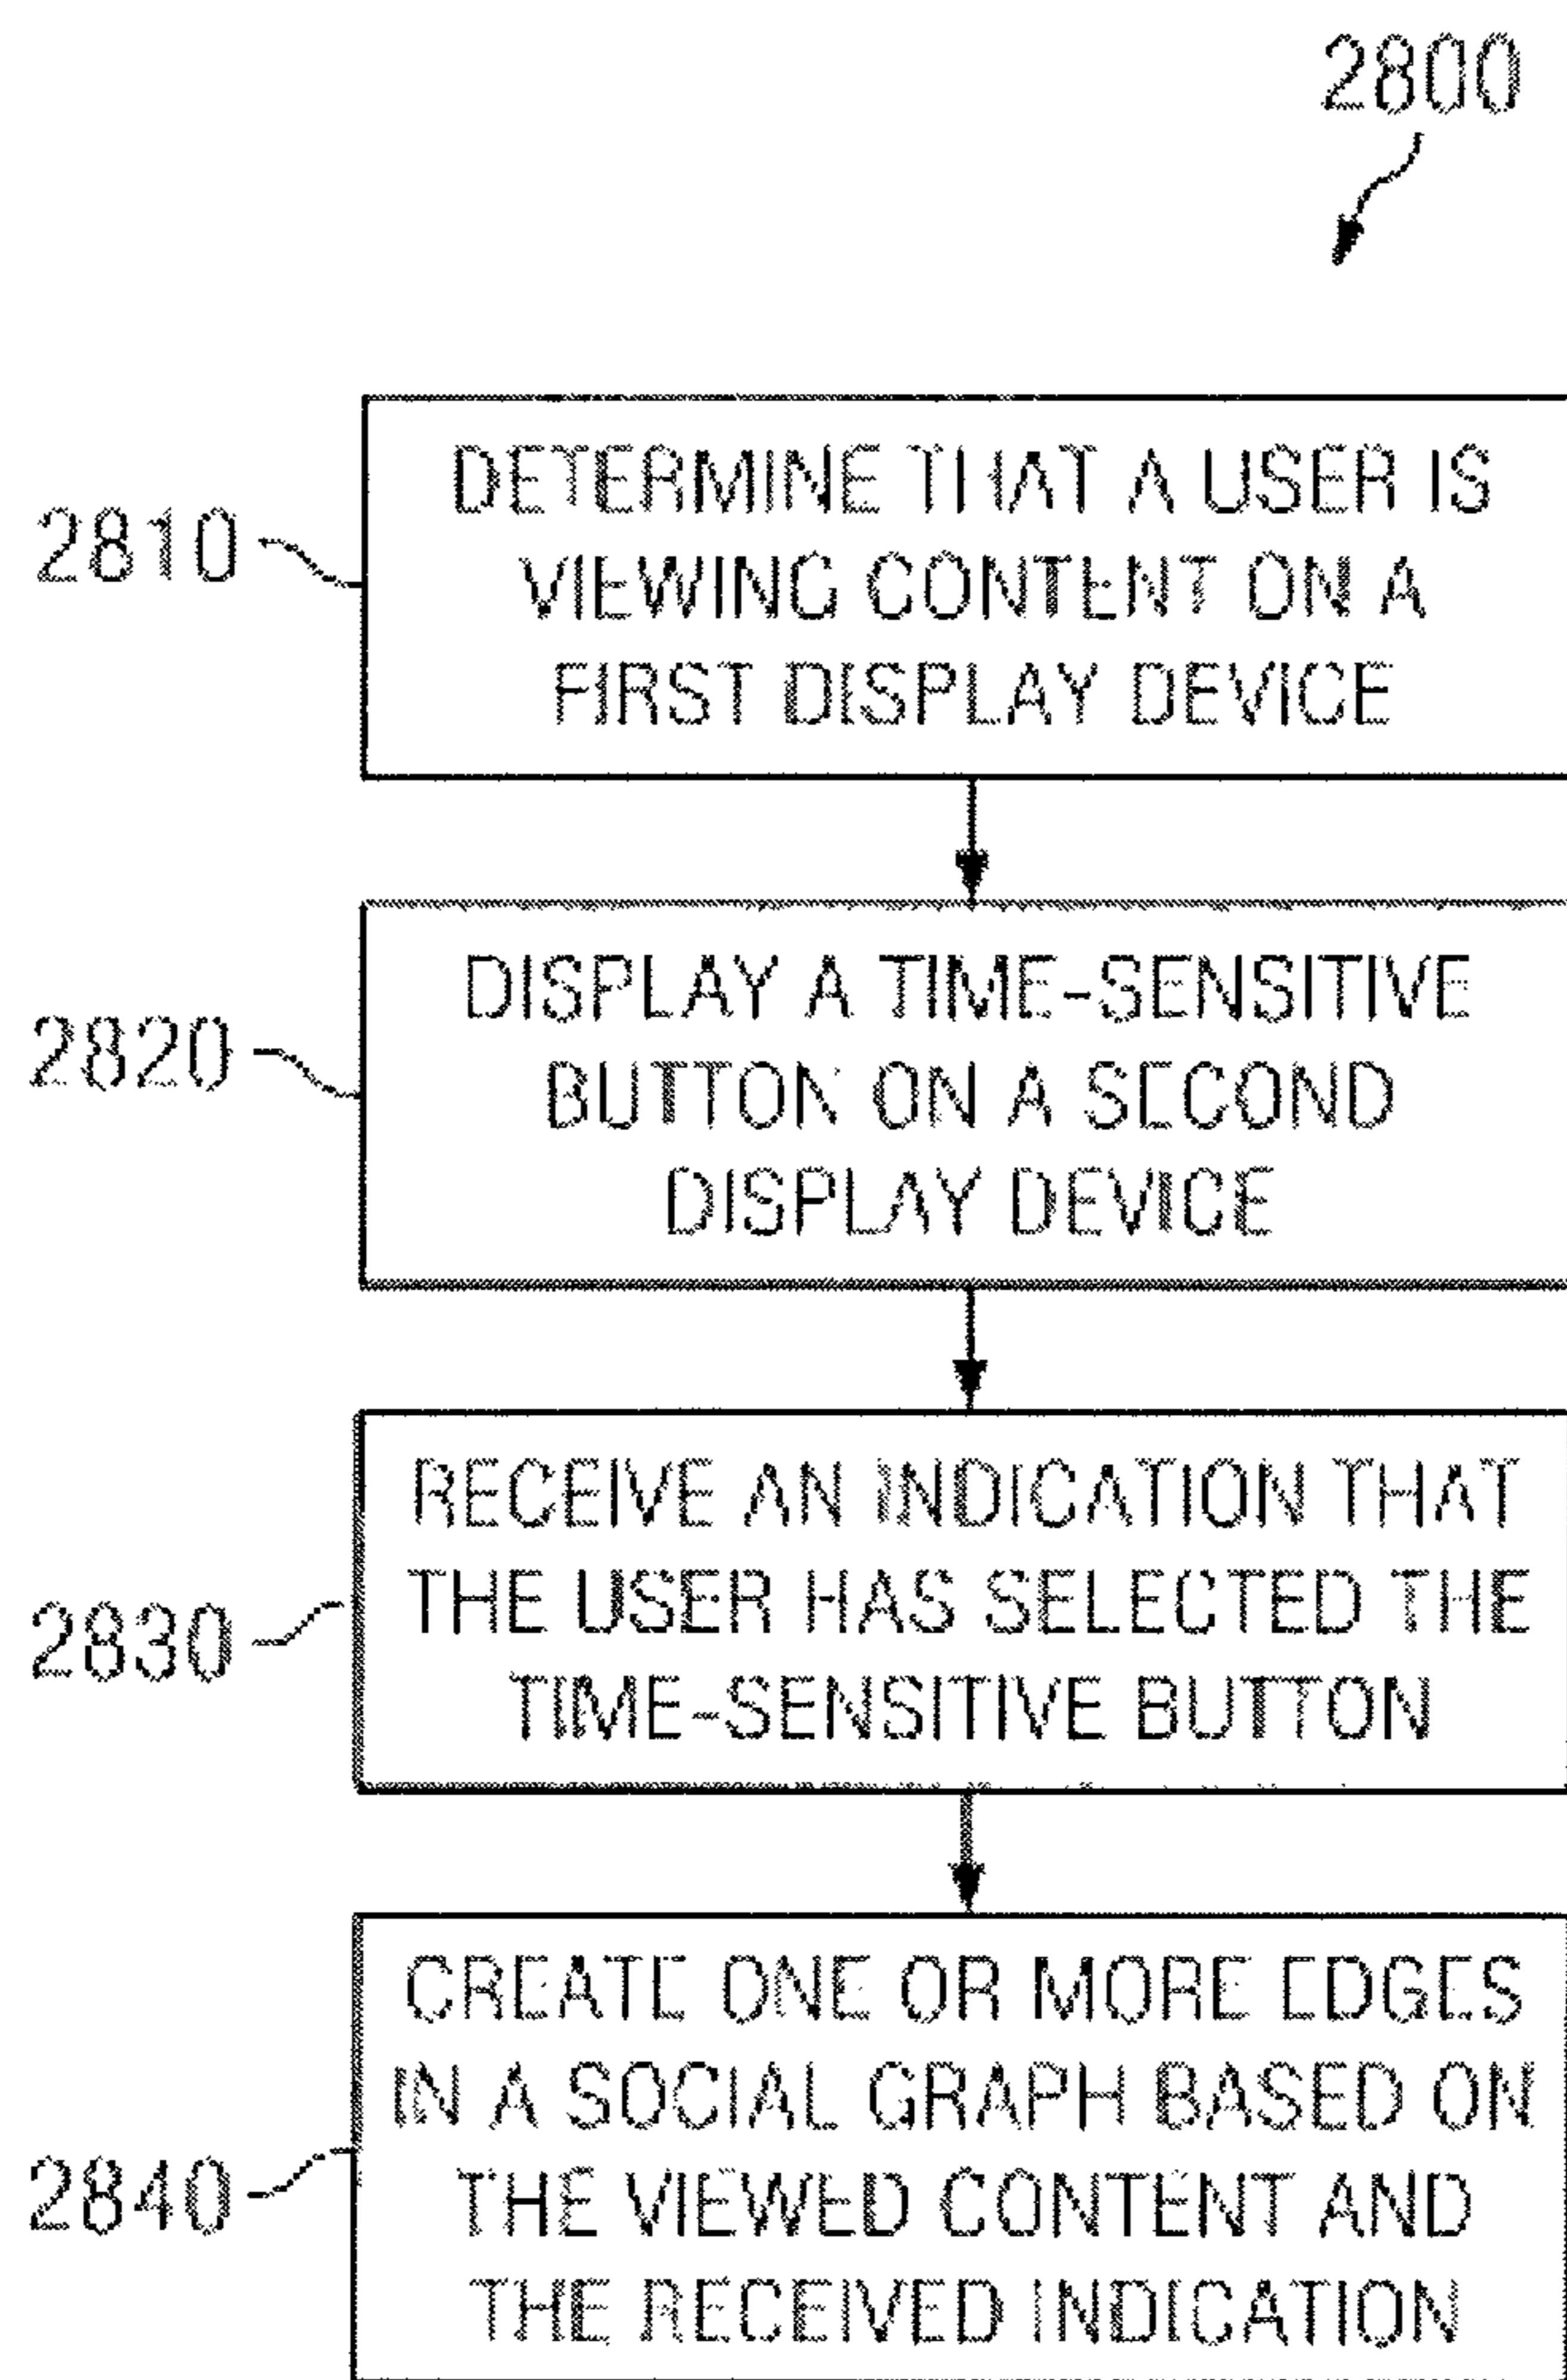 2800
2810
DETERMINE THAT A USER IS
VIEWING CONTENT ON A
FIRST DISPLAY DEVICE
2820
DISPLAY A TIME-SENSITIVE
BUTTON ON A SECOND
DISPLAY DEVICE
2830
RECEIVE AN INDICATION THAT
THE USER HAS SELECTED THE
TIME-SENSITIVE BUTTON
2840
CREATE ONE OR MORE EDGES
IN A SOCIAL GRAPH BASED ON
THE VIEWED CONTENT AND
THE RECEIVED INDICATION